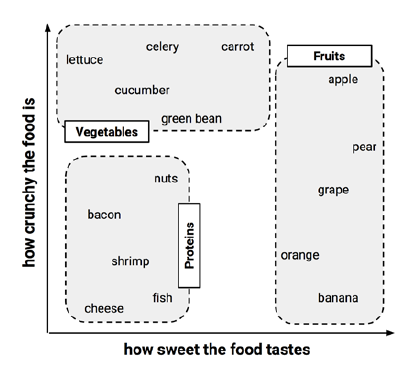 celery
carrot
lettuce
cucumber
green bean
Vegetables
Fruits
apple
pear
grape
orange
banana
nuts
bacon
shrimp
fish
cheese
Proteins
how crunchy the food is
how sweet the food tastes